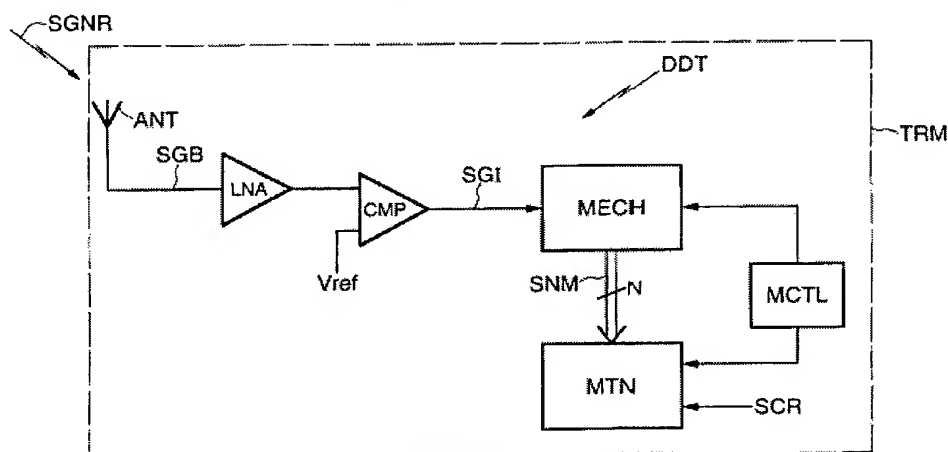 SGNR
DDT
ANT
TRM
SGB
LNA
CMP
SGI
MECH
Vref
SNM
N
MCTL
MTN
SCR